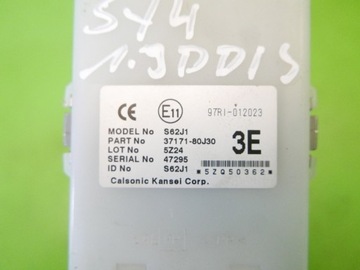 SX4
1.3DDIS
CE E11 97RI-012023
MODEL No S62J1
PART No 37171-80J30 3E
LOT No 5Z24
SERIAL No 47295
ID No S62J1 *5ZQ50362*
Calsonic Kansei Corp.